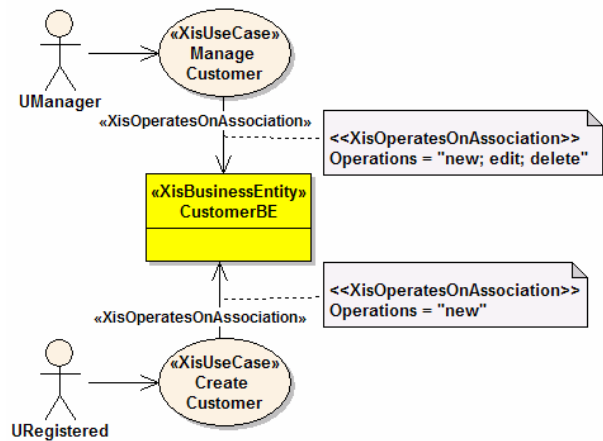 «XisUseCase»
Manage
Customer
UManager
«XisOperatesOnAssociation»
<<XisOperatesOnAssociation>>
Operations = "new; edit; delete"
«XisBusinessEntity»
CustomerBE
<<XisOperatesOnAssociation>>
Operations = "new"
«XisOperatesOnAssociation»
«XisUseCase»
Create
Customer
URegistered